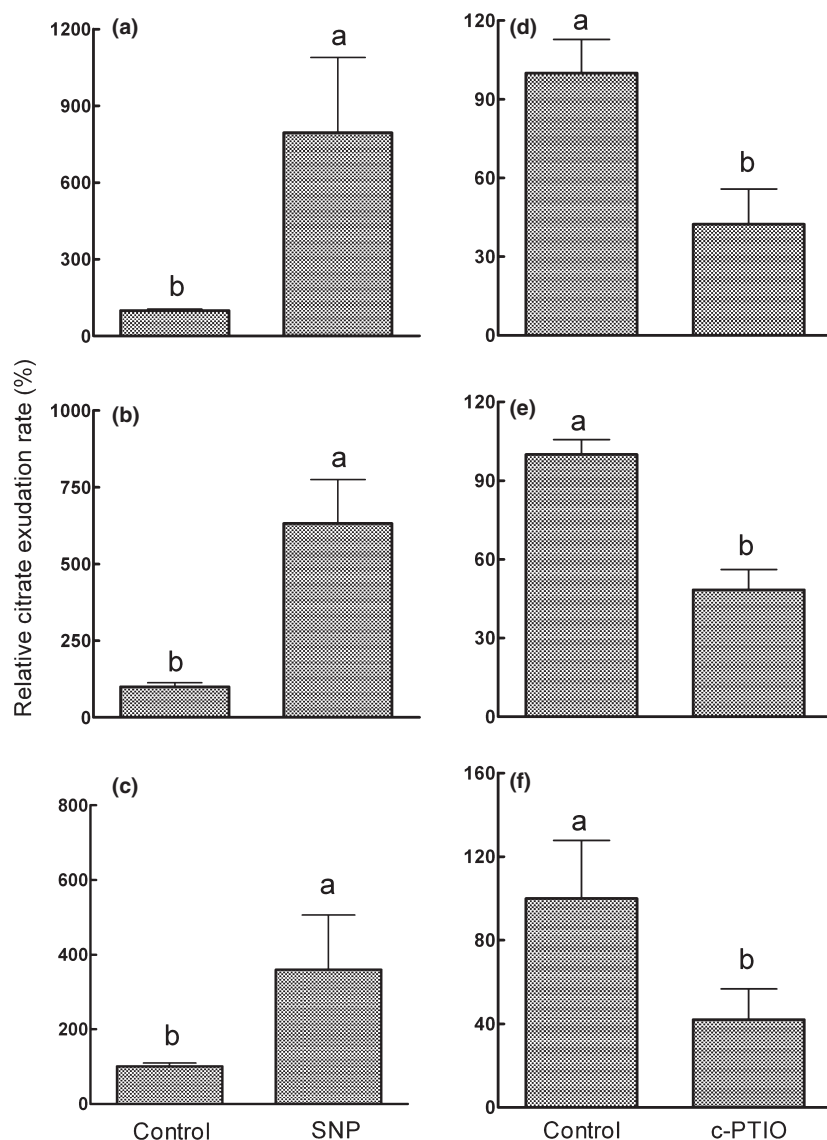 Relative citrate exudation rate (%)
(a)
1200
900
600
300
0
b
a
(b)
1000
750
500
250
0
b
a
(c)
800
600
400
200
0
b
a
Control
SNP
(d)
120
90
60
30
0
a
b
(e)
120
90
60
30
0
a
b
(f)
160
120
80
40
0
a
b
Control
c-PTIO